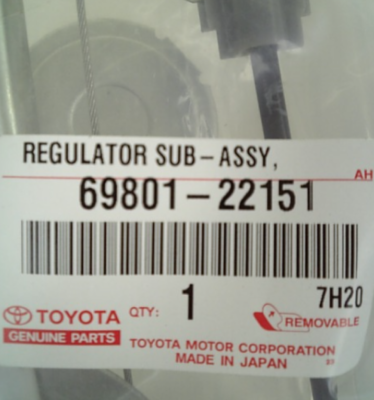 REGULATOR SUB-ASSY,
AH
69801-22151
TOYOTA QTY: 1 7H20
GENUINE PARTS REMOVABLE
TOYOTA MOTOR CORPORATION
MADE IN JAPAN